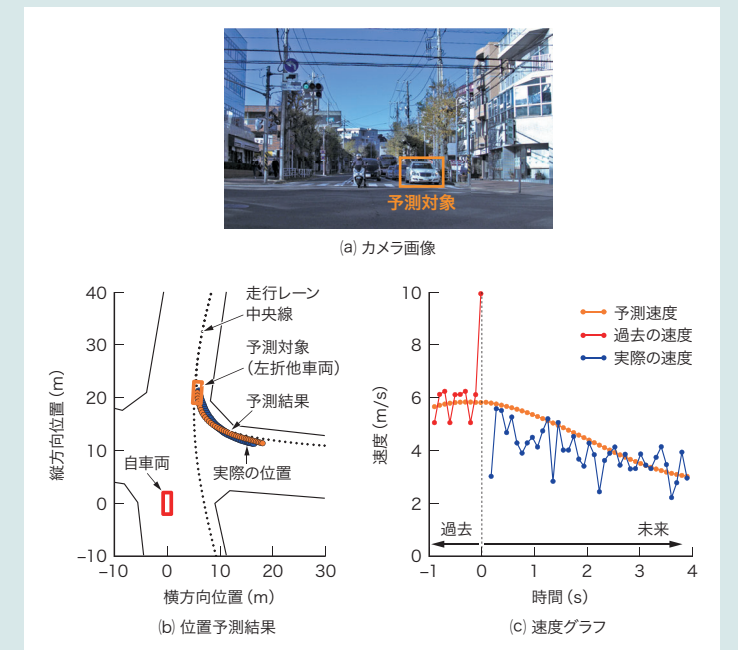 予測対象
(a) カメラ画像
40
30
20
10
0
–10
–10
0
10
20
30
縦方向位置(m)
横方向位置(m)
走行レーン
中央線
予測対象
(左折他車両)
予測結果
実際の位置
自車両
(b) 位置予測結果
10
8
6
4
2
0
–1
0
1
2
3
4
速度(m/s)
時間(s)
予測速度
過去の速度
実際の速度
過去
未来
(c) 速度グラフ